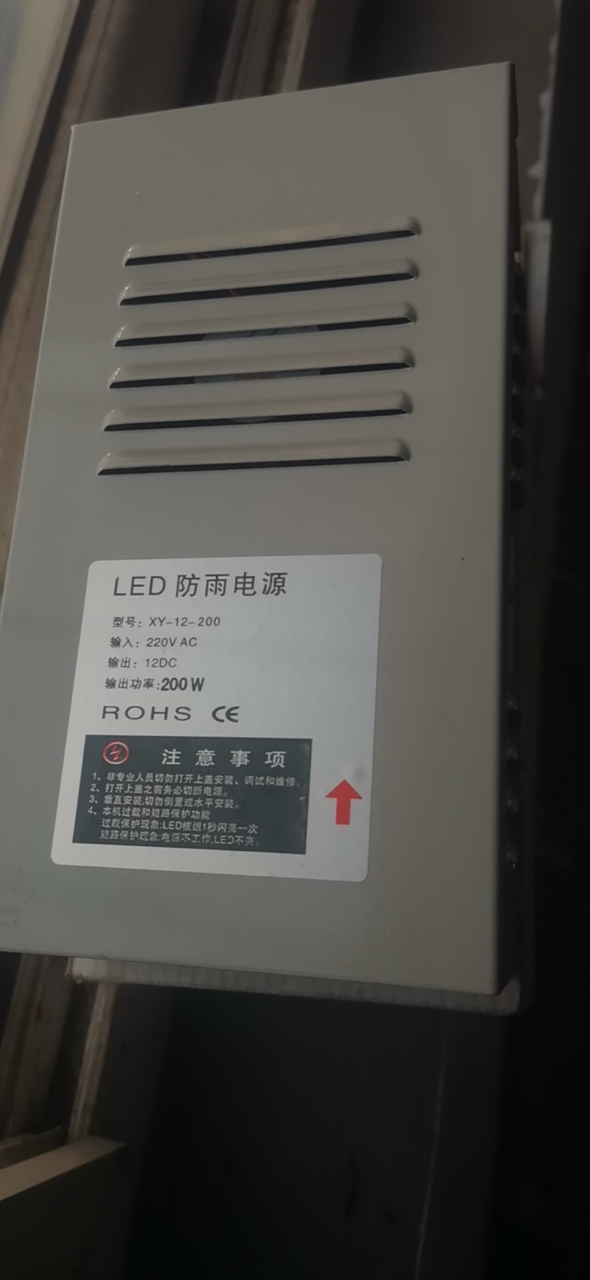 LED 防雨电源
型号：XY-12-200
输入：220V AC
输出：12DC
输出功率:200W
ROHS CE
注意事项
1、非专业人员切勿打开上盖安装、调试和维修。
2、打开上盖之前务必切断电源。
3、垂直安装,切勿倒置或水平安装。
4、本机过载和短路保护功能
过载保护现象:LED模组1秒闪亮一次
短路保护现象:电源不工作,LED不亮。